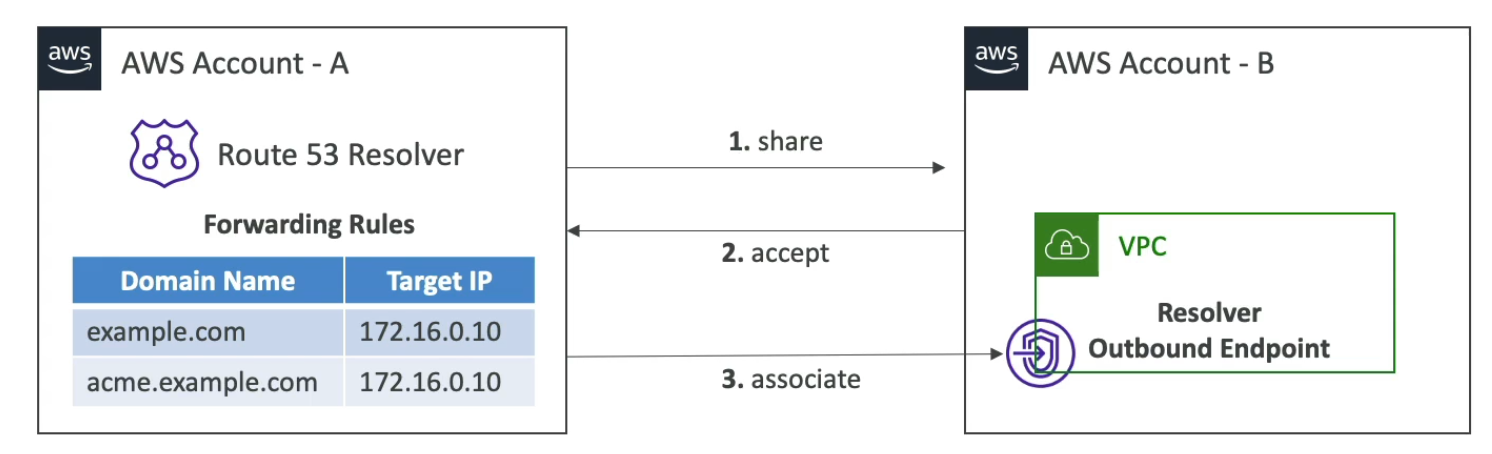 aws
AWS Account - A
Route 53 Resolver
Forwarding Rules
Domain Name Target IP
example.com 172.16.0.10
acme.example.com 172.16.0.10
1. share
2. accept
3. associate
aws
AWS Account - B
VPC
Resolver
Outbound Endpoint